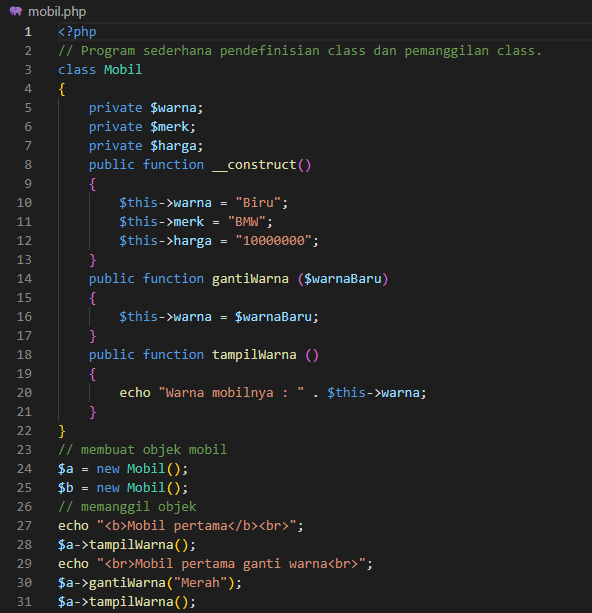 mobil.php
1 <?php
2 // Program sederhana pendefinisian class dan pemanggilan class.
3 class Mobil
4 {
5     private $warna;
6     private $merk;
7     private $harga;
8     public function __construct()
9     {
10         $this->warna = "Biru";
11         $this->merk = "BMW";
12         $this->harga = "10000000";
13     }
14     public function gantiWarna ($warnaBaru)
15     {
16         $this->warna = $warnaBaru;
17     }
18     public function tampilWarna ()
19     {
20         echo "Warna mobilnya : " . $this->warna;
21     }
22 }
23 // membuat objek mobil
24 $a = new Mobil();
25 $b = new Mobil();
26 // memanggil objek
27 echo "<b>Mobil pertama</b><br>";
28 $a->tampilWarna();
29 echo "<br>Mobil pertama ganti warna<br>";
30 $a->gantiWarna("Merah");
31 $a->tampilWarna();